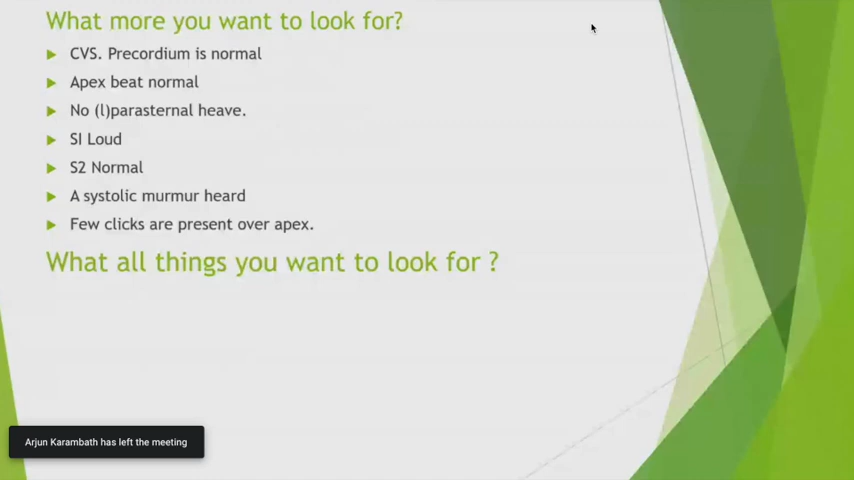 What more you want to look for?
CVS. Precordium is normal
Apex beat normal
No (l)parasternal heave.
SI Loud
S2 Normal
A systolic murmur heard
Few clicks are present over apex.
What all things you want to look for ?
Arjun Karambath has left the meeting